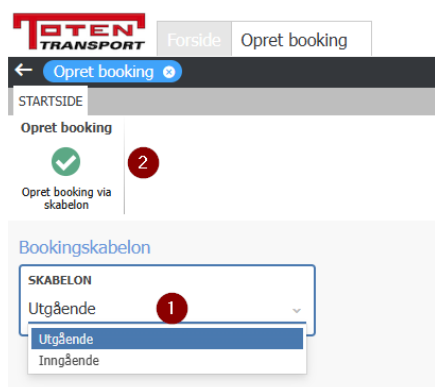 TOTEN
TRANSPORT
Forside
Opret booking
Opret booking
STARTSIDE
Opret booking
2
Opret booking via
skabelon
Bookingskabelon
SKABELON
Utgående
1
Utgående
Inngående